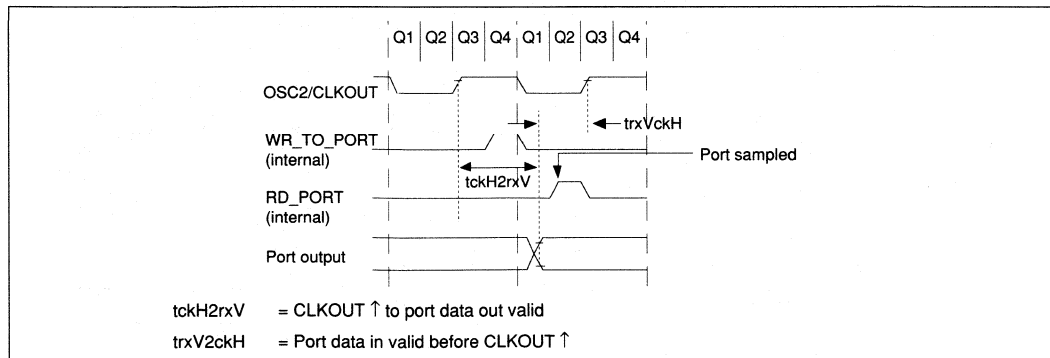 Q1 Q2 Q3 Q4 Q1 Q2 Q3 Q4
OSC2/CLKOUT
trxVckH
WR_TO_PORT
(internal)
Port sampled
tckH2rxV
RD_PORT
(internal)
Port output
tckH2rxV = CLKOUT ↑ to port data out valid
trxV2ckH = Port data in valid before CLKOUT ↑